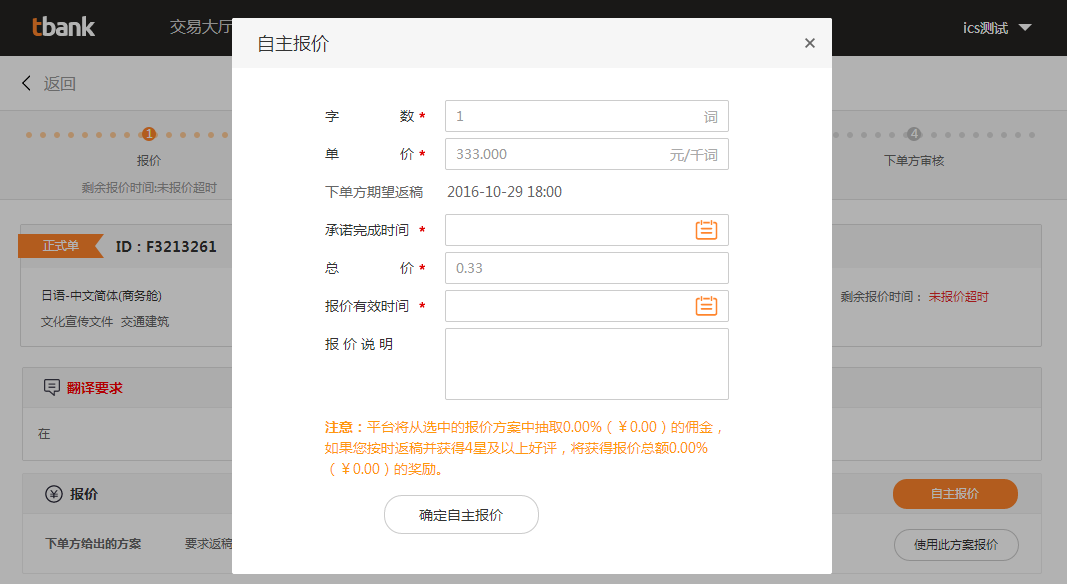 tbank 交易大厅 ics测试
自主报价 ×
返回
字 数 * 1 词
1 4
单 价 * 333.000 元/千词
报价 下单方审核
剩余报价时间:未报价超时
下单方期望返稿 2016-10-29 18:00
承诺完成时间 *
正式单 ID：F3213261
总 价 * 0.33
日语-中文简体(商务舱) 剩余报价时间： 未报价超时
报价有效时间 *
文化宣传文件 交通建筑
报 价 说 明
翻译要求
注意：平台将从选中的报价方案中抽取0.00%（￥0.00）的佣金，
在
如果您按时返稿并获得4星及以上好评，将获得报价总额0.00%
（￥0.00）的奖励。
报价 自主报价
确定自主报价
下单方给出的方案 要求返稿 使用此方案报价